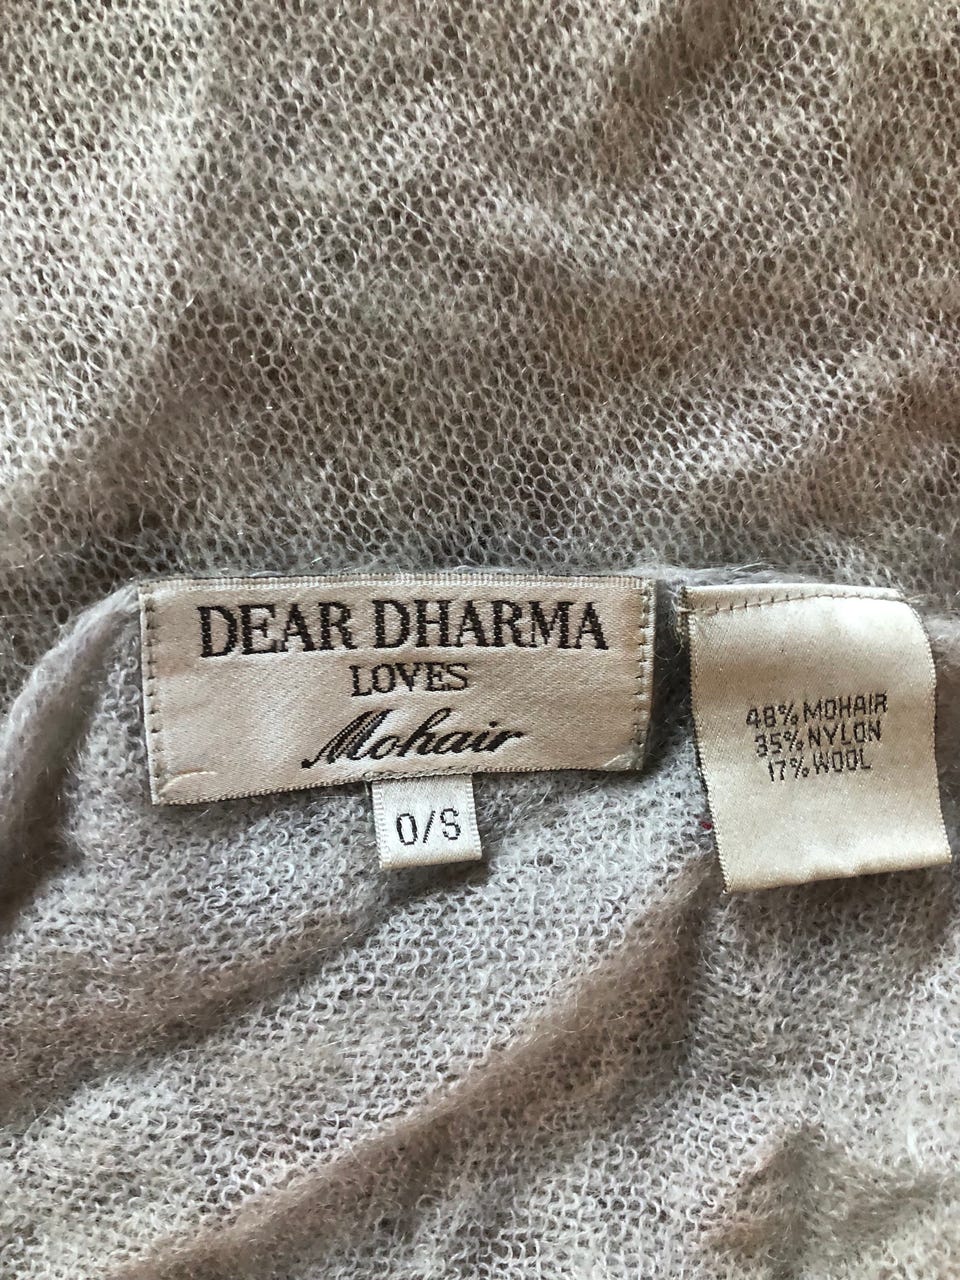 DEAR DHARMA
LOVES
Mohair
O/S
48% MOHAIR
35% NYLON
17% WOOL